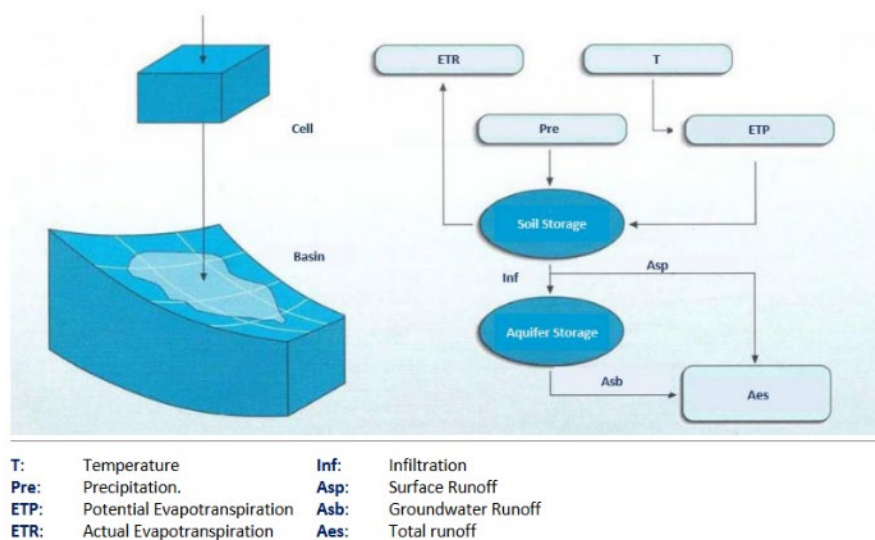 ETR
T
Cell
Pre
ETP
Soil Storage
Basin
Inf
Asp
Aquifer Storage
Asb
Aes
T: Temperature Inf: Infiltration
Pre: Precipitation. Asp: Surface Runoff
ETP: Potential Evapotranspiration Asb: Groundwater Runoff
ETR: Actual Evapotranspiration Aes: Total runoff